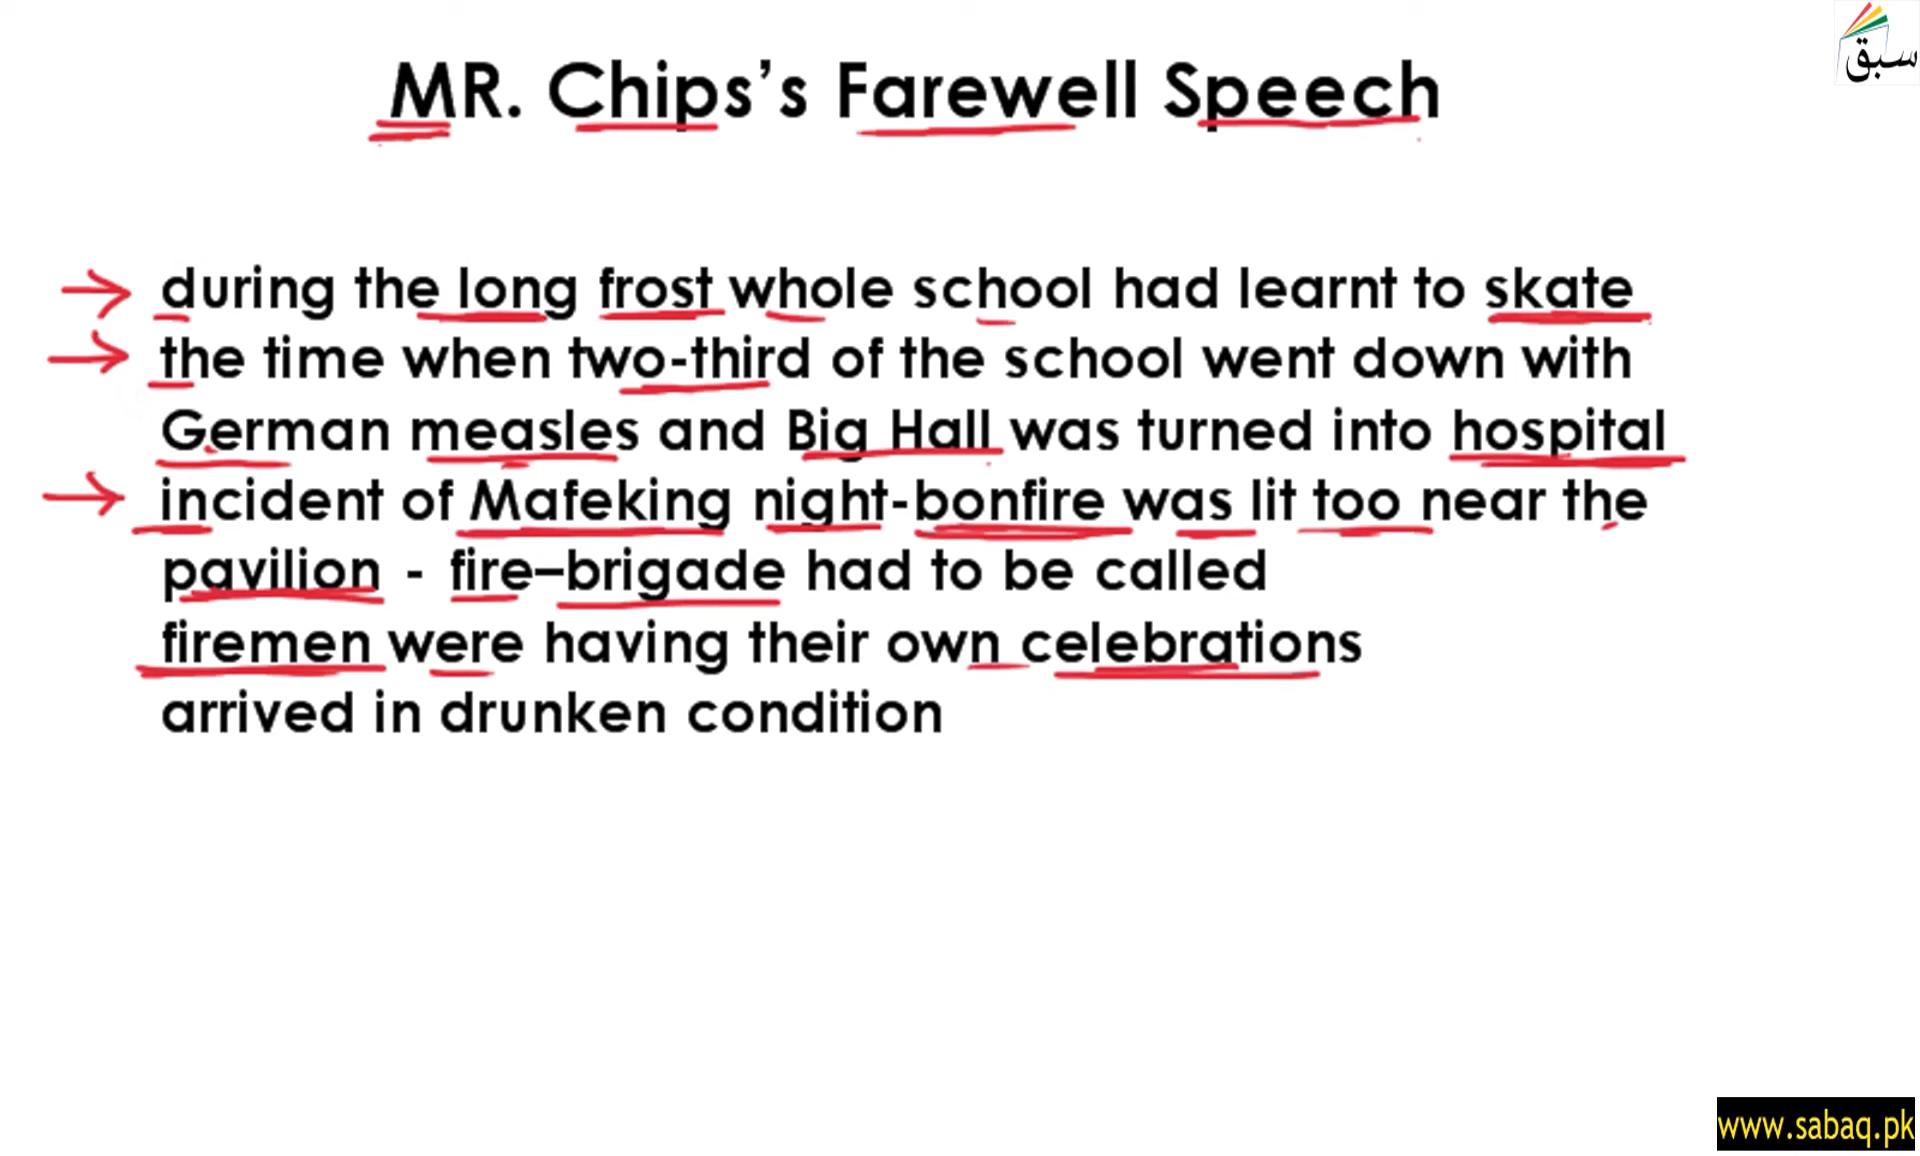 سبق
MR. Chips’s Farewell Speech
during the long frost whole school had learnt to skate
the time when two-third of the school went down with
German measles and Big Hall was turned into hospital
incident of Mafeking night-bonfire was lit too near the
pavilion - fire–brigade had to be called
firemen were having their own celebrations
arrived in drunken condition
www.sabaq.pk